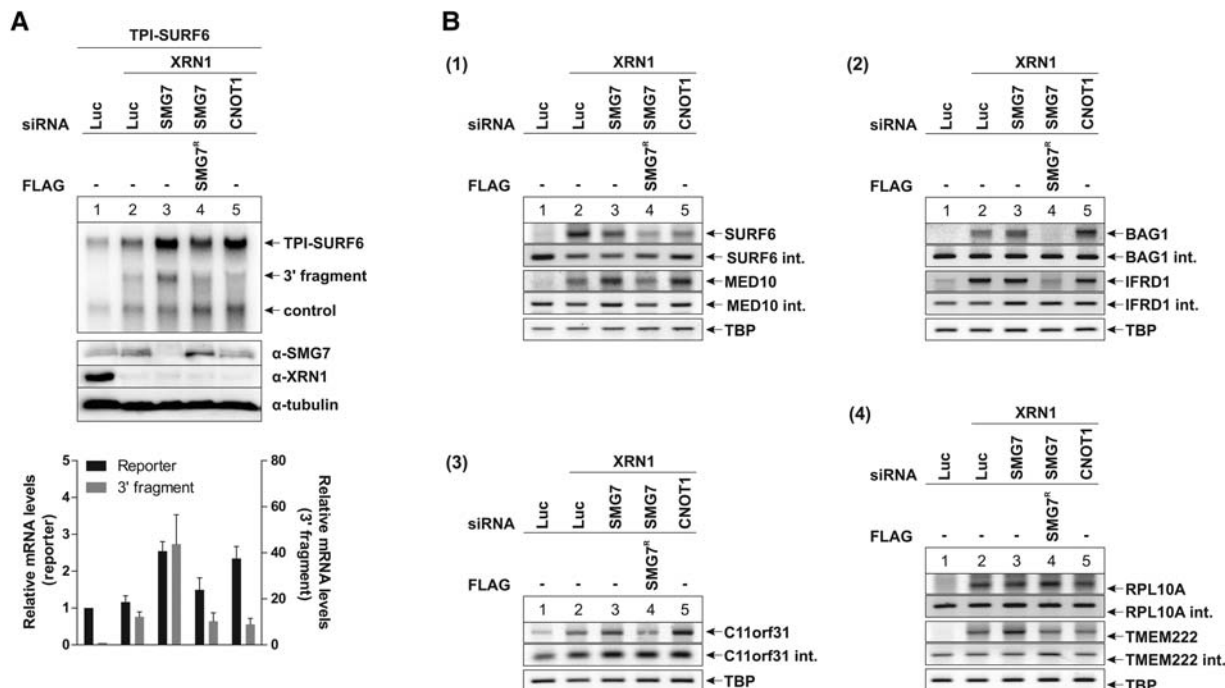 A
TPI-SURF6
XRN1
siRNA Luc Luc SMG7 SMG7 CNOT1
FLAG - - - SMG7R -
1 2 3 4 5
TPI-SURF6
3' fragment
control
α-SMG7
α-XRN1
α-tubulin
Relative mRNA levels
(reporter)
5
4
3
2
1
0
Reporter
3' fragment
80
60
40
20
0
Relative mRNA levels
(3' fragment)
B
(1)
XRN1
siRNA Luc Luc SMG7 SMG7 CNOT1
FLAG - - - SMG7R -
1 2 3 4 5
SURF6
SURF6 int.
MED10
MED10 int.
TBP
(2)
XRN1
siRNA Luc Luc SMG7 SMG7 CNOT1
FLAG - - - SMG7R -
1 2 3 4 5
BAG1
BAG1 int.
IFRD1
IFRD1 int.
TBP
(3)
XRN1
siRNA Luc Luc SMG7 SMG7 CNOT1
FLAG - - - SMG7R -
1 2 3 4 5
C11orf31
C11orf31 int.
TBP
(4)
XRN1
siRNA Luc Luc SMG7 SMG7 CNOT1
FLAG - - - SMG7R -
1 2 3 4 5
RPL10A
RPL10A int.
TMEM222
TMEM222 int.
TBP